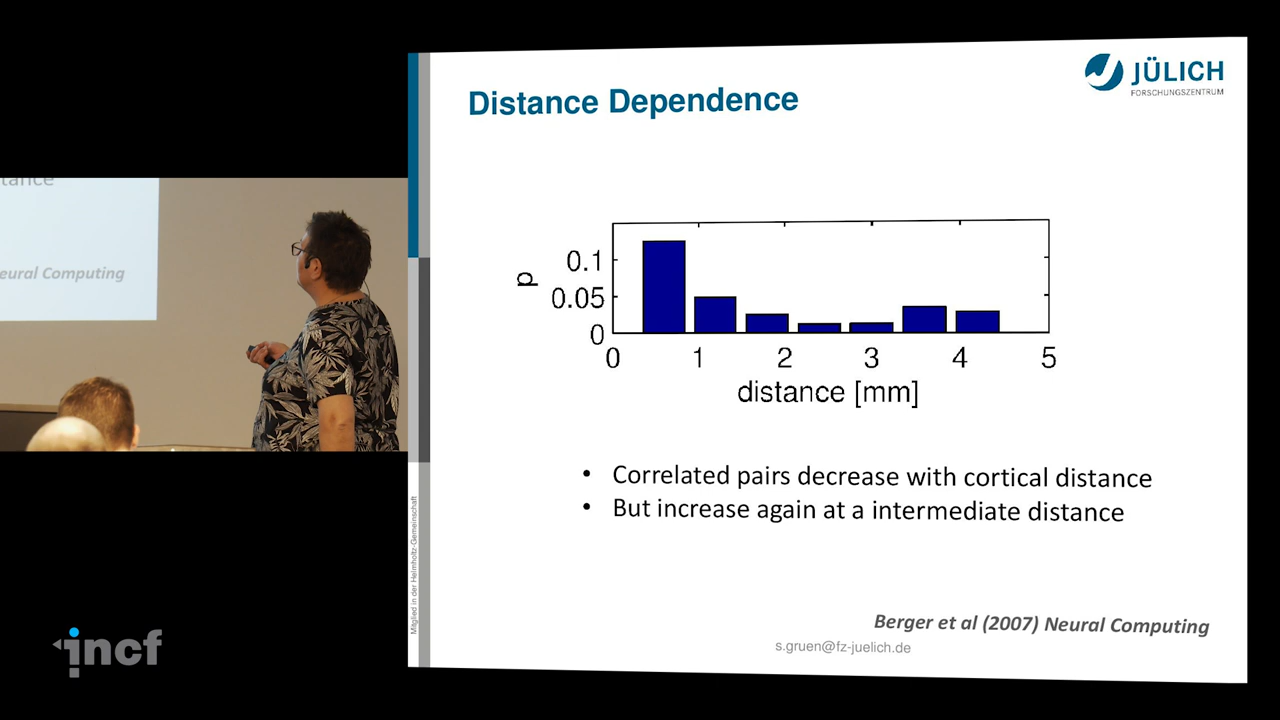 tance
eural Computing
incf
Distance Dependence
JÜLICH
FORSCHUNGSZENTRUM
p
0.1
0.05
0
0 1 2 3 4 5
distance [mm]
• Correlated pairs decrease with cortical distance
• But increase again at a intermediate distance
Berger et al (2007) Neural Computing
s.gruen@fz-juelich.de
Mitglied in der Helmholtz-Gemeinschaft